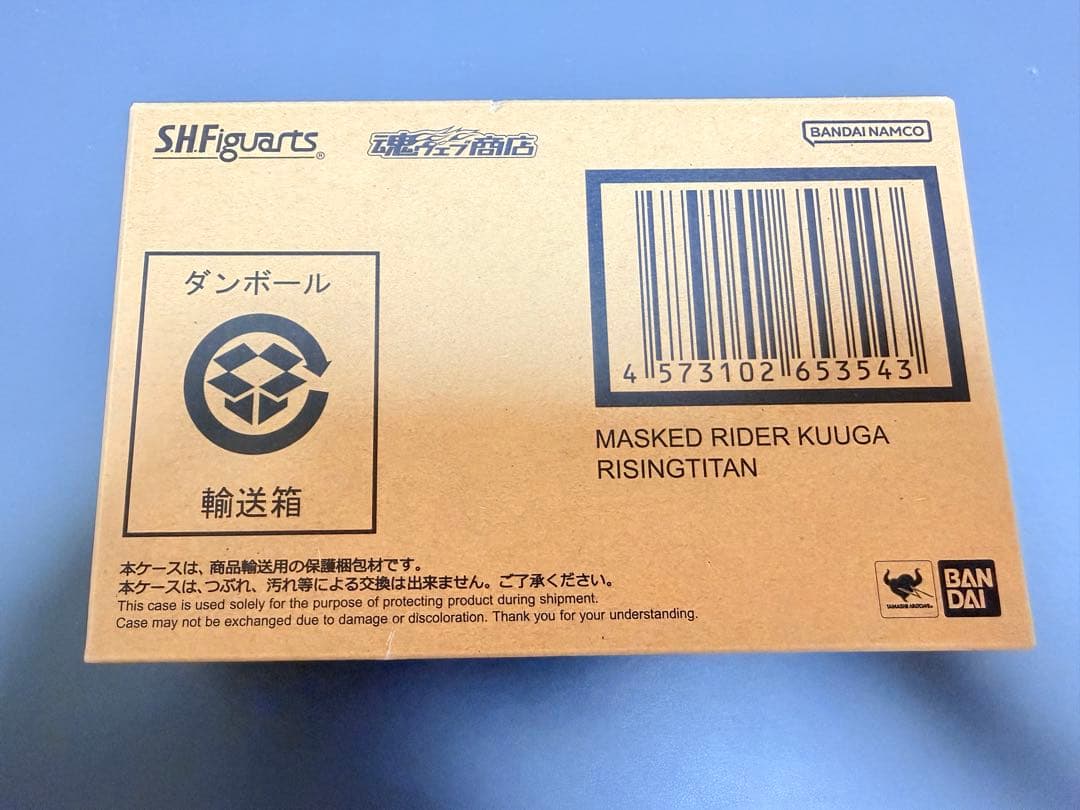 S.H.Figuarts®
魂ウェブ商店
BANDAI NAMCO
ダンボール
輸送箱
4 573102 653543
MASKED RIDER KUUGA
RISINGTITAN
本ケースは、商品輸送用の保護梱包材です。
本ケースは、つぶれ、汚れ等による交換は出来ません。ご了承ください。
This case is used solely for the purpose of protecting product during shipment.
Case may not be exchanged due to damage or discoloration. Thank you for your understanding.
TAMASHII NATIONS
BAN
DAI